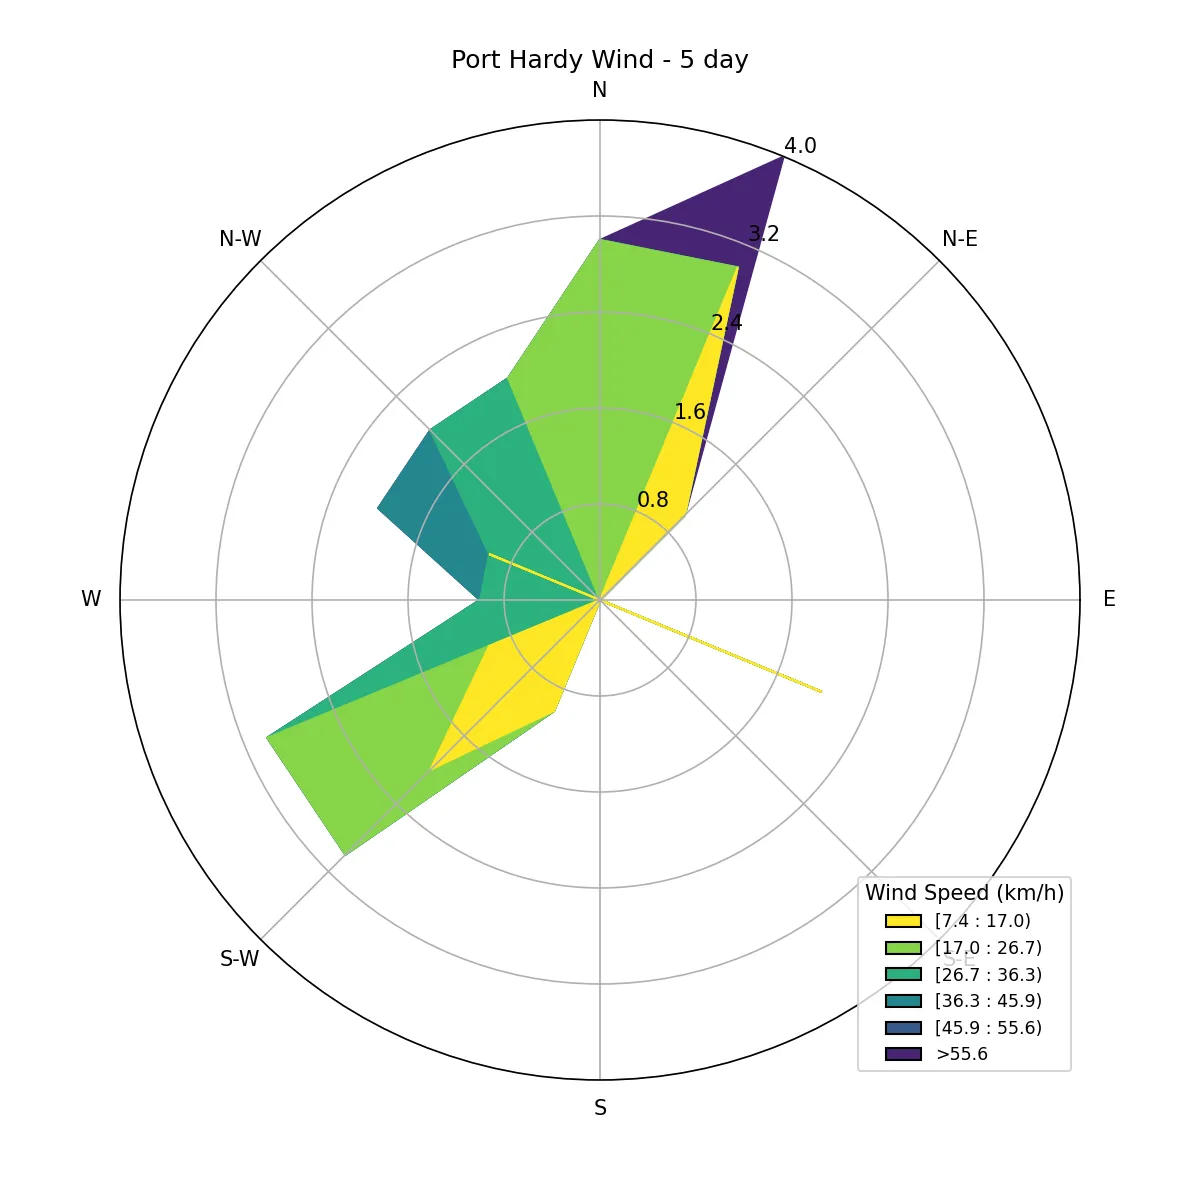 Port Hardy Wind - 5 day
N
4.0
N-W
3.2
N-E
2.4
1.6
0.8
W
E
S-W
S-E
Wind Speed (km/h)
[7.4 : 17.0)
[17.0 : 26.7)
[26.7 : 36.3)
[36.3 : 45.9)
[45.9 : 55.6)
>55.6
S